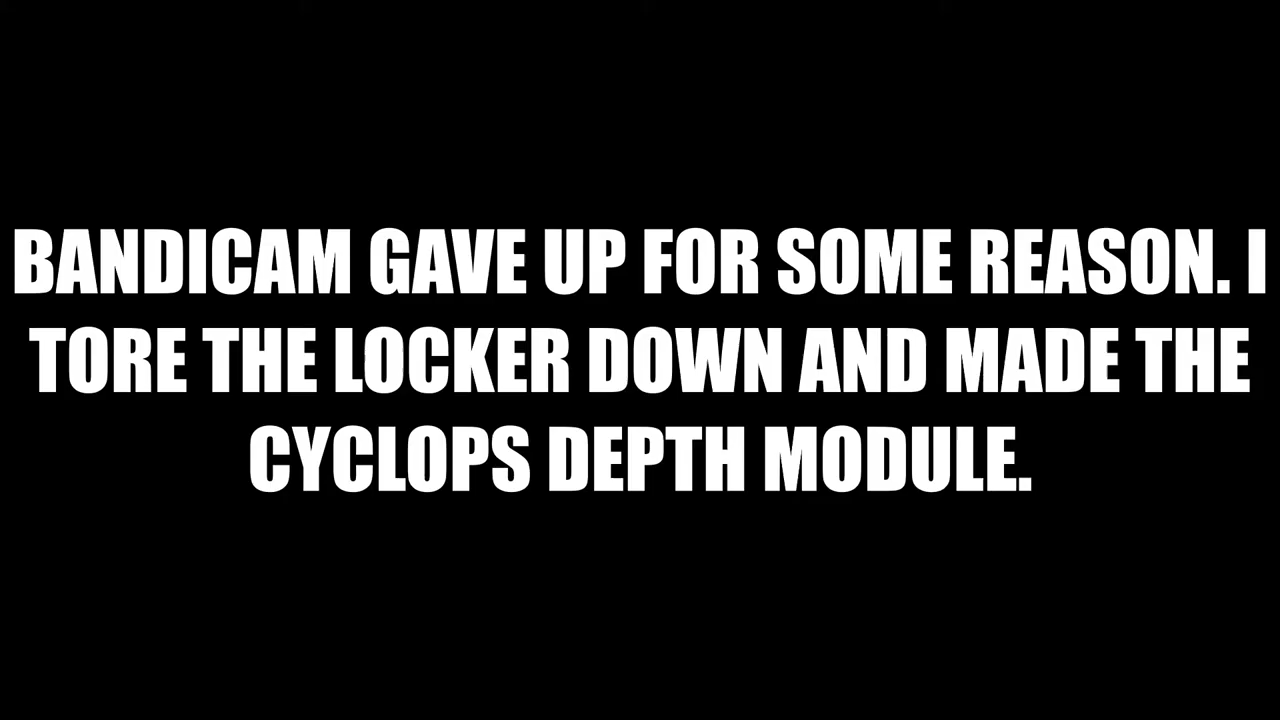 BANDICAM GAVE UP FOR SOME REASON. I
TORE THE LOCKER DOWN AND MADE THE
CYCLOPS DEPTH MODULE.